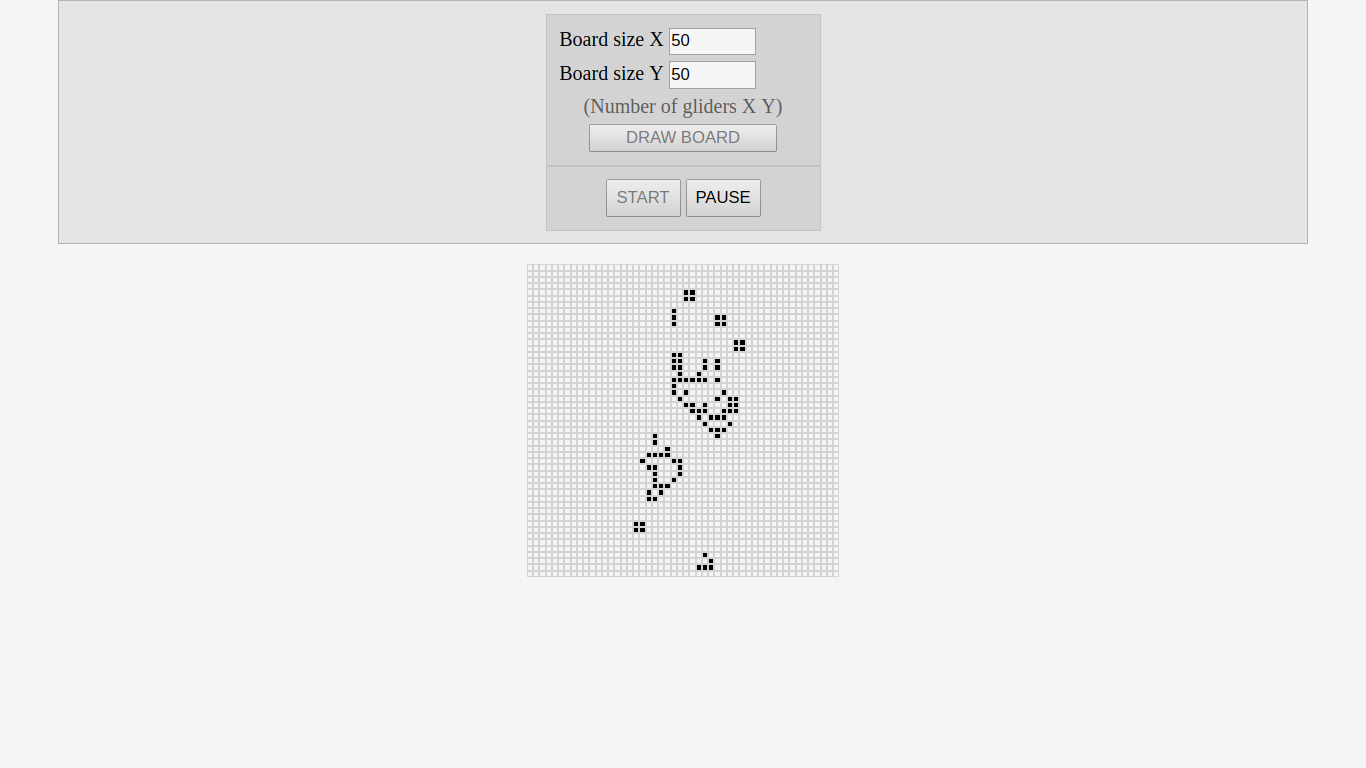 Board size X 50
Board size Y 50
(Number of gliders X Y)
DRAW BOARD
START PAUSE